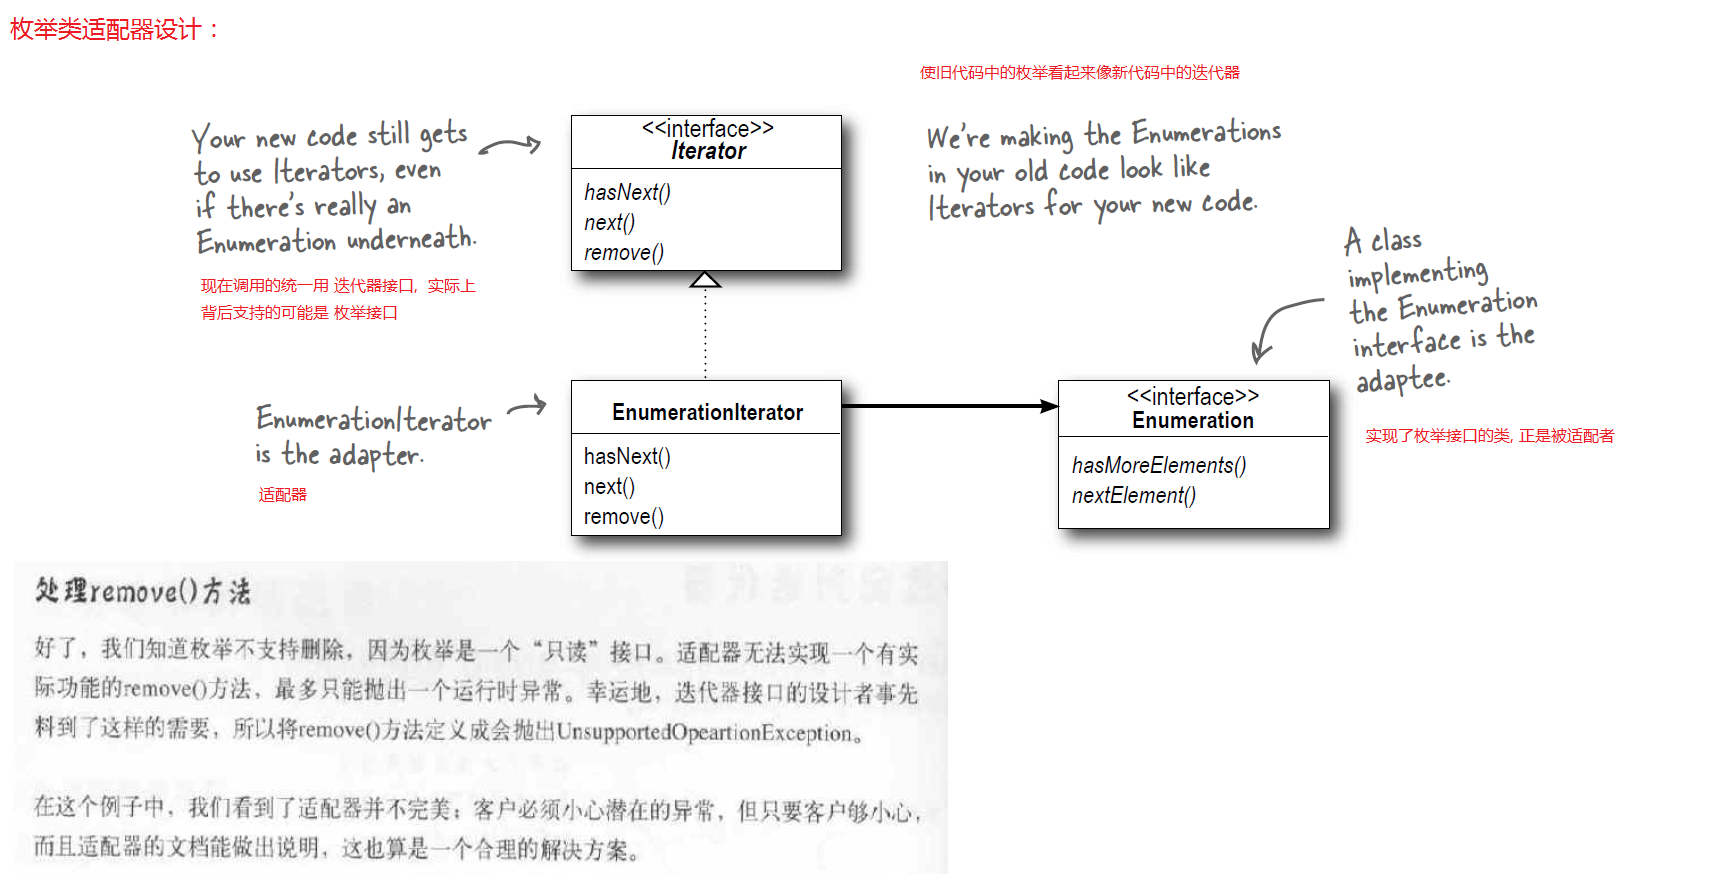 枚举类适配器设计：
使旧代码中的枚举看起来像新代码中的迭代器
Your new code still gets
to use Iterators, even
if there's really an
Enumeration underneath.
现在调用的统一用 迭代器接口, 实际上
背后支持的可能是 枚举接口
<<interface>>
Iterator
hasNext()
next()
remove()
We're making the Enumerations
in your old code look like
Iterators for your new code.
A class
implementing
the Enumeration
interface is the
adaptee.
实现了枚举接口的类, 正是被适配者
EnumerationIterator
is the adapter.
适配器
EnumerationIterator
hasNext()
next()
remove()
<<interface>>
Enumeration
hasMoreElements()
nextElement()
处理remove()方法
好了，我们知道枚举不支持删除，因为枚举是一个“只读”接口。适配器无法实现一个有实
际功能的remove()方法，最多只能抛出一个运行时异常。幸运地，迭代器接口的设计者事先
料到了这样的需要，所以将remove()方法定义成会抛出UnsupportedOpeartionException。
在这个例子中，我们看到了适配器并不完美；客户必须小心潜在的异常，但只要客户够小心，
而且适配器的文档能做出说明，这也算是一个合理的解决方案。